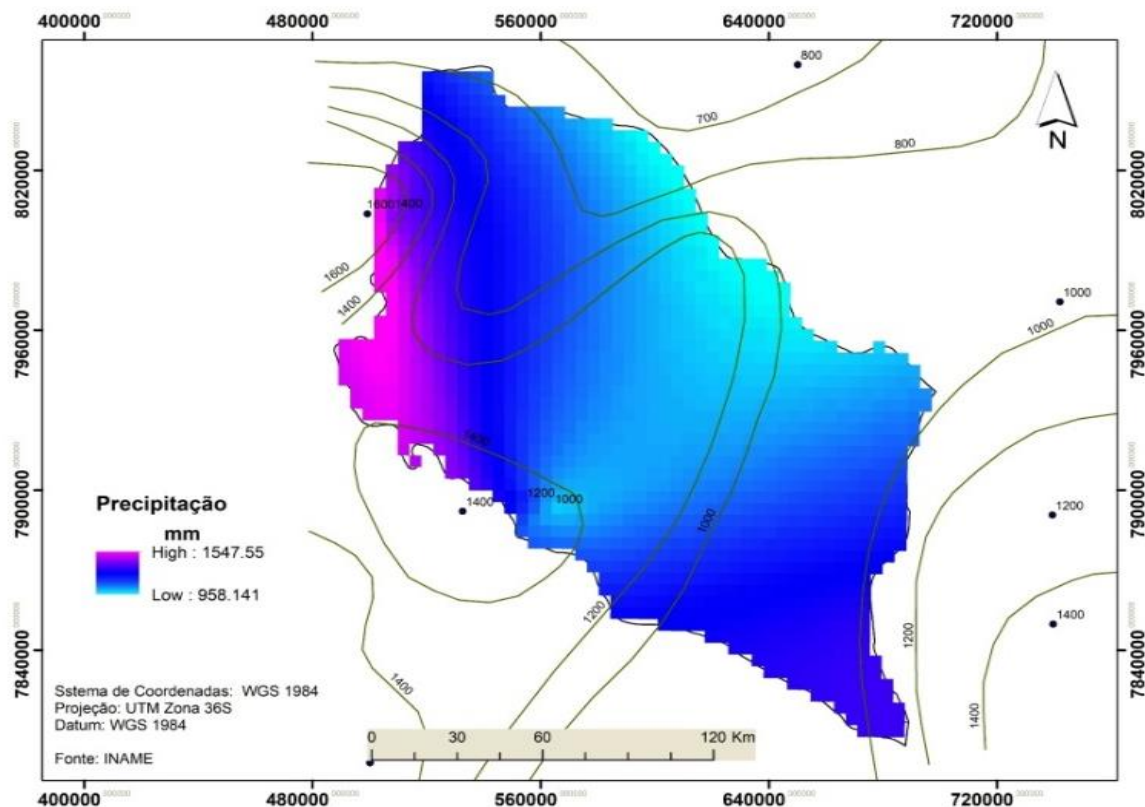 400000 480000 560000 640000 720000
800
700
800
8020000 8020000
N
16001400
1600
1400
1000
1000
7960000 7960000
1400
1200
1400 1200 1000
7900000 7900000
Precipitação
mm
High : 1547.55
Low : 958.141
1000
1200
1200
1400
7840000 7840000
1400
1400
Sstema de Coordenadas: WGS 1984
Projeção: UTM Zona 36S
Datum: WGS 1984
Fonte: INAME
0 30 60 120 Km
400000 480000 560000 640000 720000